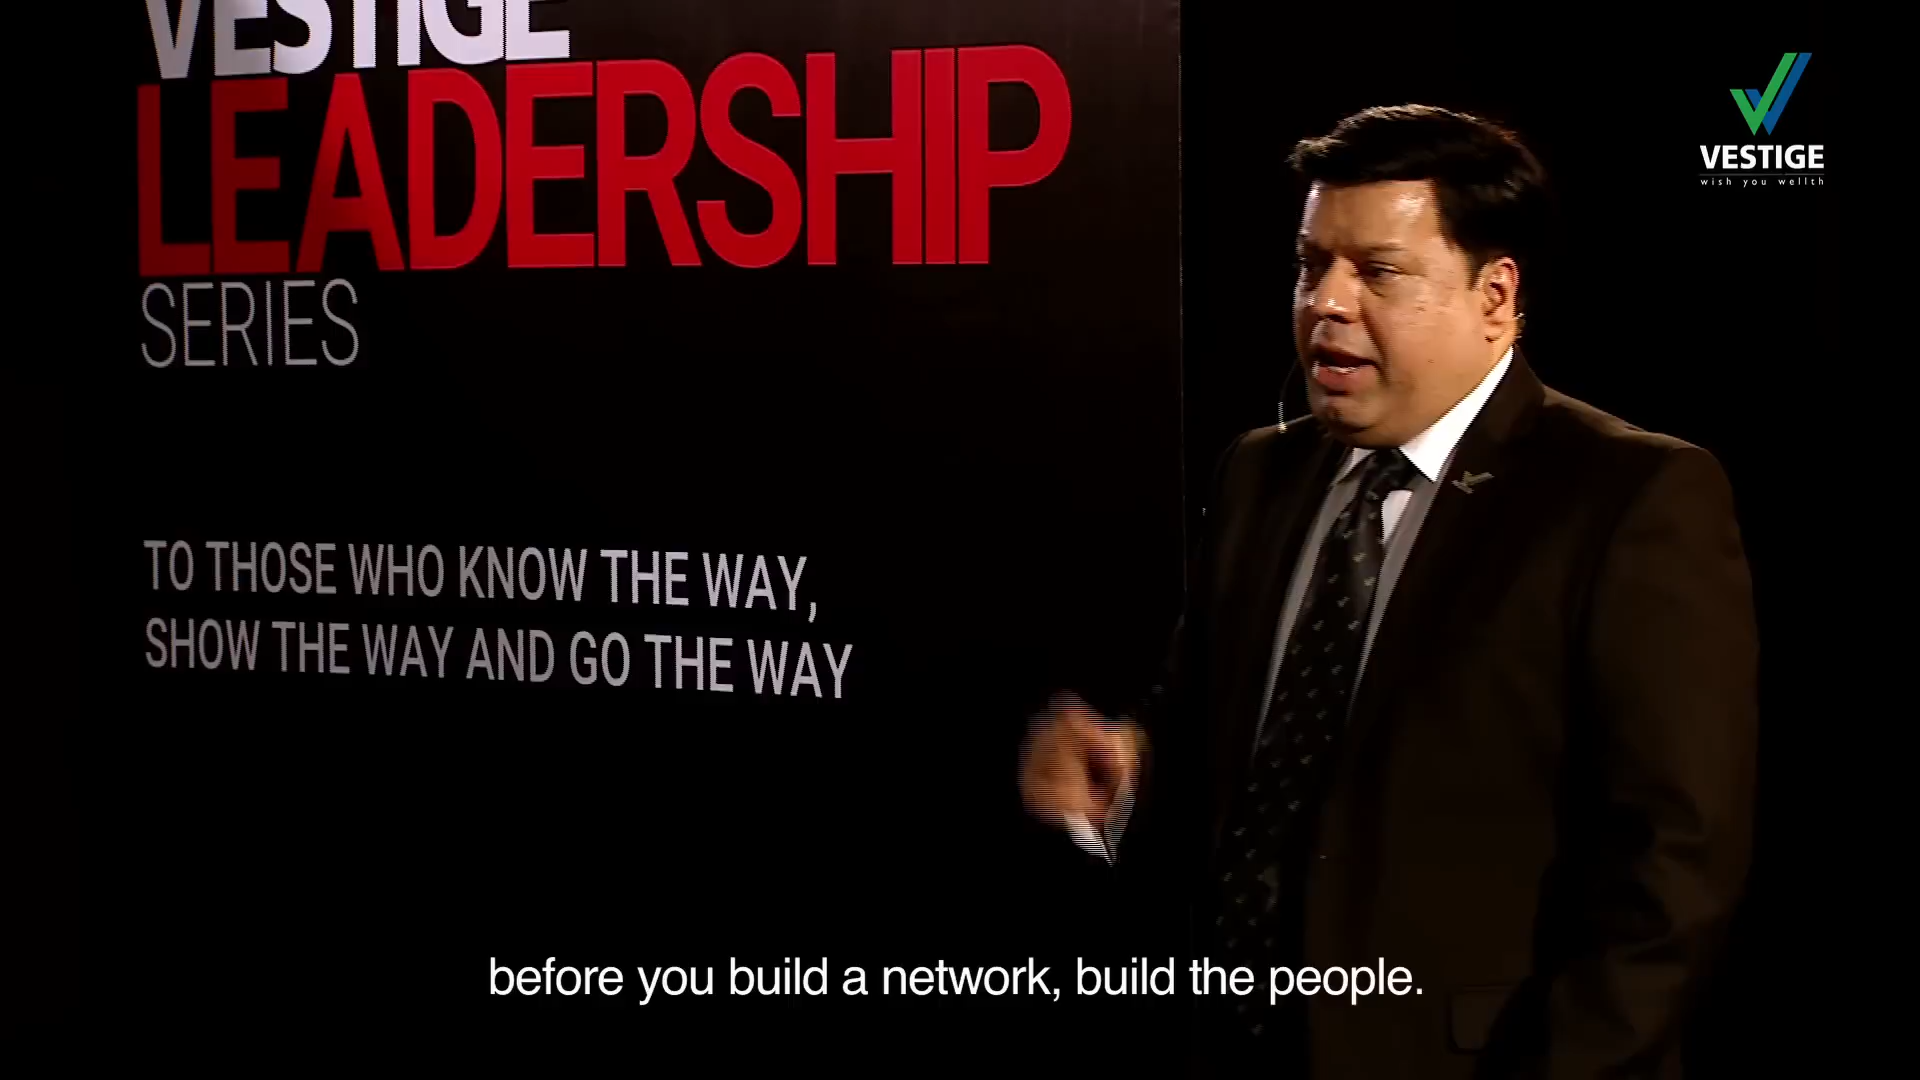 VESTIGE
LEADERSHIP
SERIES
TO THOSE WHO KNOW THE WAY,
SHOW THE WAY AND GO THE WAY
VESTIGE
wish you wellth
before you build a network, build the people.